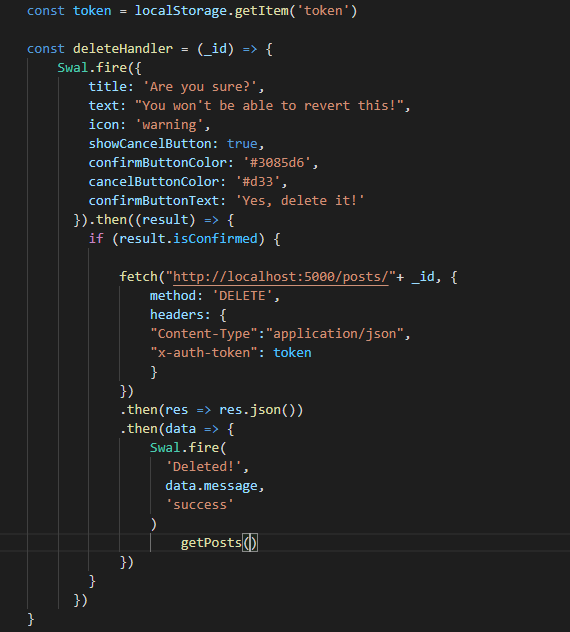 const token = localStorage.getItem('token')
const deleteHandler = (_id) => {
Swal.fire({
title: 'Are you sure?',
text: "You won't be able to revert this!",
icon: 'warning',
showCancelButton: true,
confirmButtonColor: '#3085d6',
cancelButtonColor: '#d33',
confirmButtonText: 'Yes, delete it!'
}).then((result) => {
if (result.isConfirmed) {
fetch("http://localhost:5000/posts/"+ _id, {
method: 'DELETE',
headers: {
"Content-Type":"application/json",
"x-auth-token": token
}
})
.then(res => res.json())
.then(data => {
Swal.fire(
'Deleted!',
data.message,
'success'
)
getPosts()
})
}
})
}